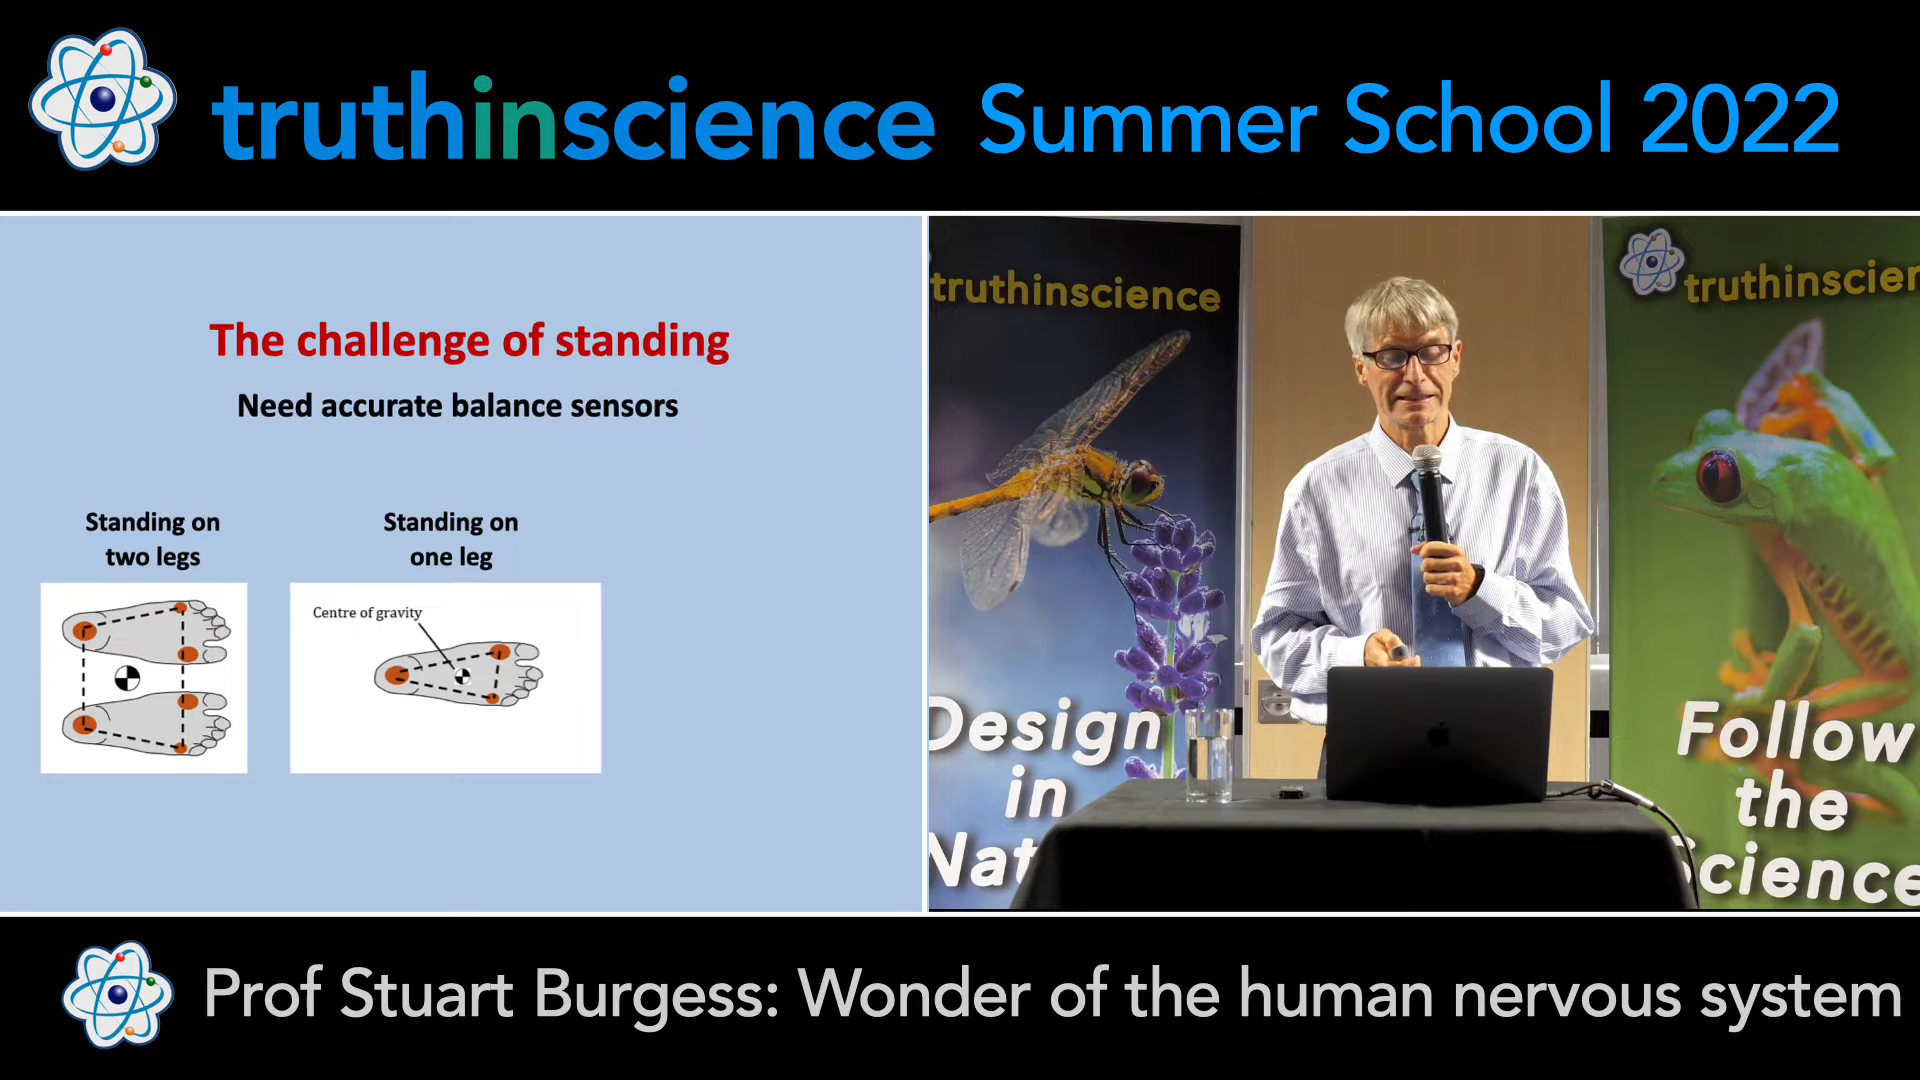 truthinscience Summer School 2022
The challenge of standing
Need accurate balance sensors
Standing on
two legs
Standing on
one leg
Centre of gravity
truthinscience
Design
in
Nat
truthinscien
Follow
the
Science
Prof Stuart Burgess: Wonder of the human nervous system